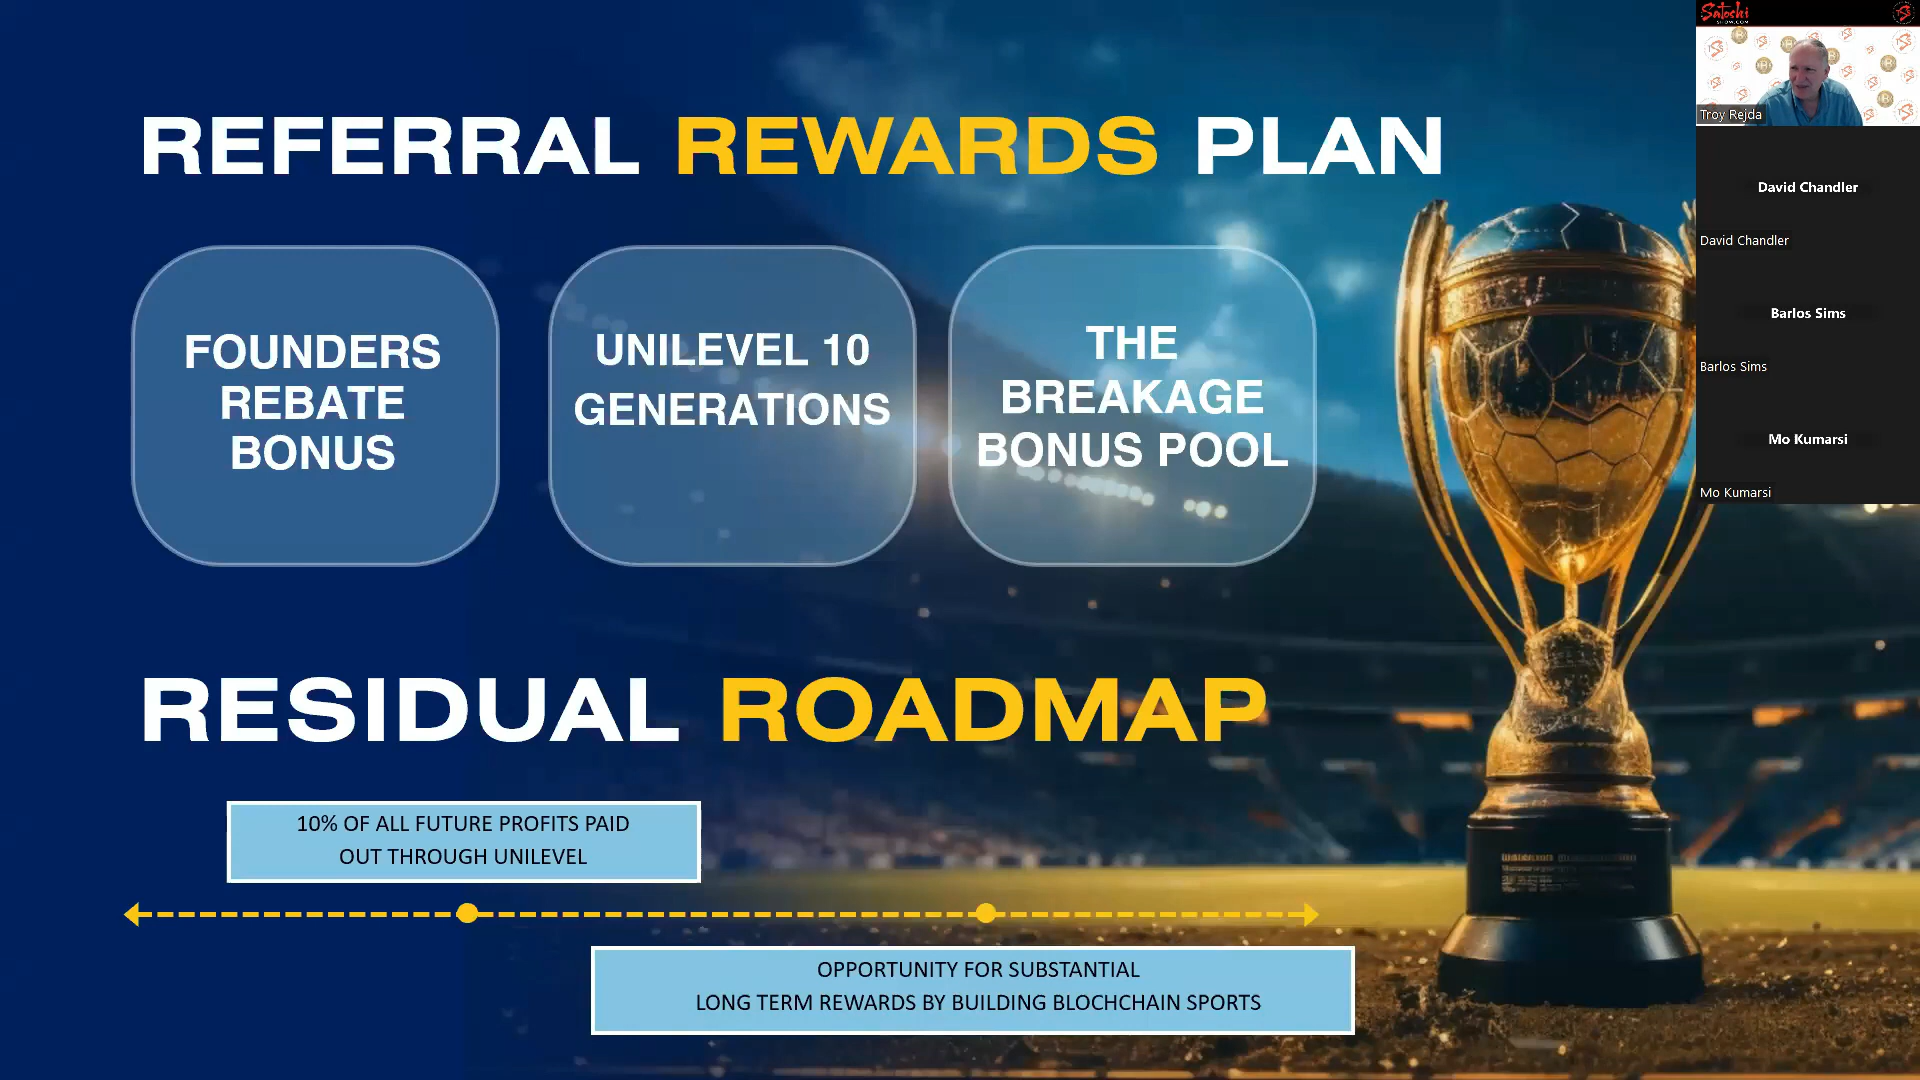 REFERRAL REWARDS PLAN
FOUNDERS
REBATE
BONUS
UNILEVEL 10
GENERATIONS
THE
BREAKAGE
BONUS POOL
RESIDUAL ROADMAP
10% OF ALL FUTURE PROFITS PAID
OUT THROUGH UNILEVEL
OPPORTUNITY FOR SUBSTANTIAL
LONG TERM REWARDS BY BUILDING BLOCHCHAIN SPORTS
Satoshi
SHOW.COM
Troy Rejda
David Chandler
David Chandler
Barlos Sims
Barlos Sims
Mo Kumarsi
Mo Kumarsi